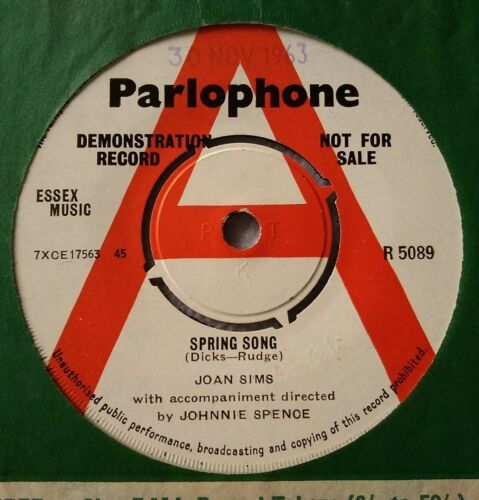 30 NOV 1963
Parlophone
DEMONSTRATION
RECORD
NOT FOR
SALE
ESSEX
MUSIC
7XCE17563 45
R 5089
SPRING SONG
(Dicks—Rudge)
JOAN SIMS
with accompaniment directed
by JOHNNIE SPENCE
Unauthorised public performance, broadcasting and copying of this record prohibited.